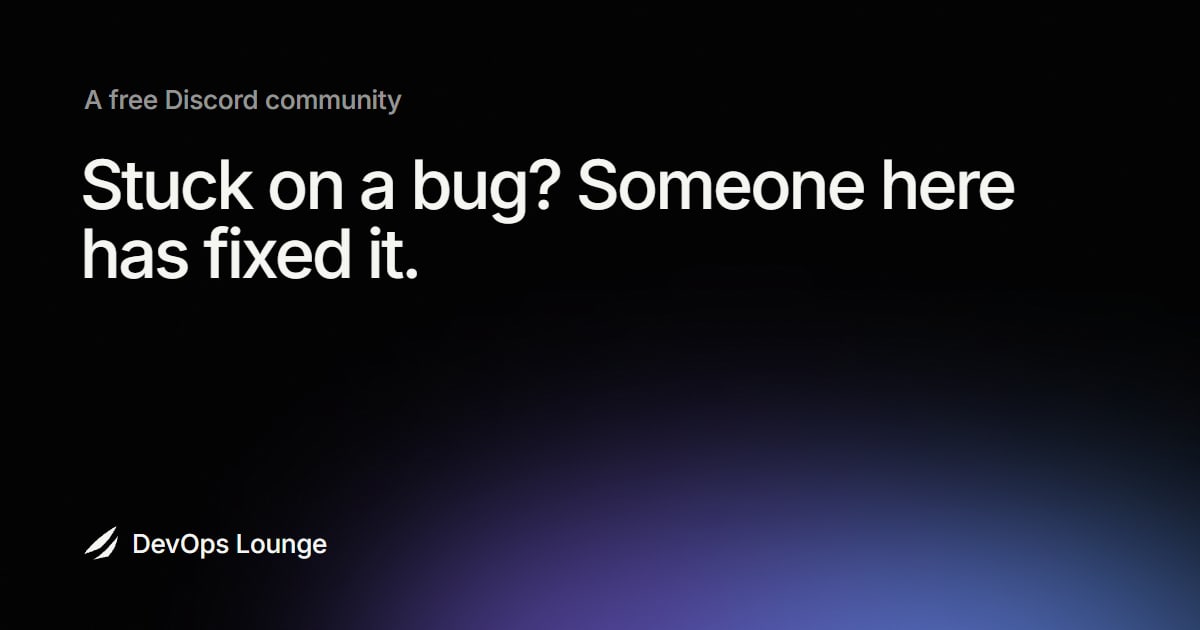 A free Discord community
Stuck on a bug? Someone here
has fixed it.
DevOps Lounge